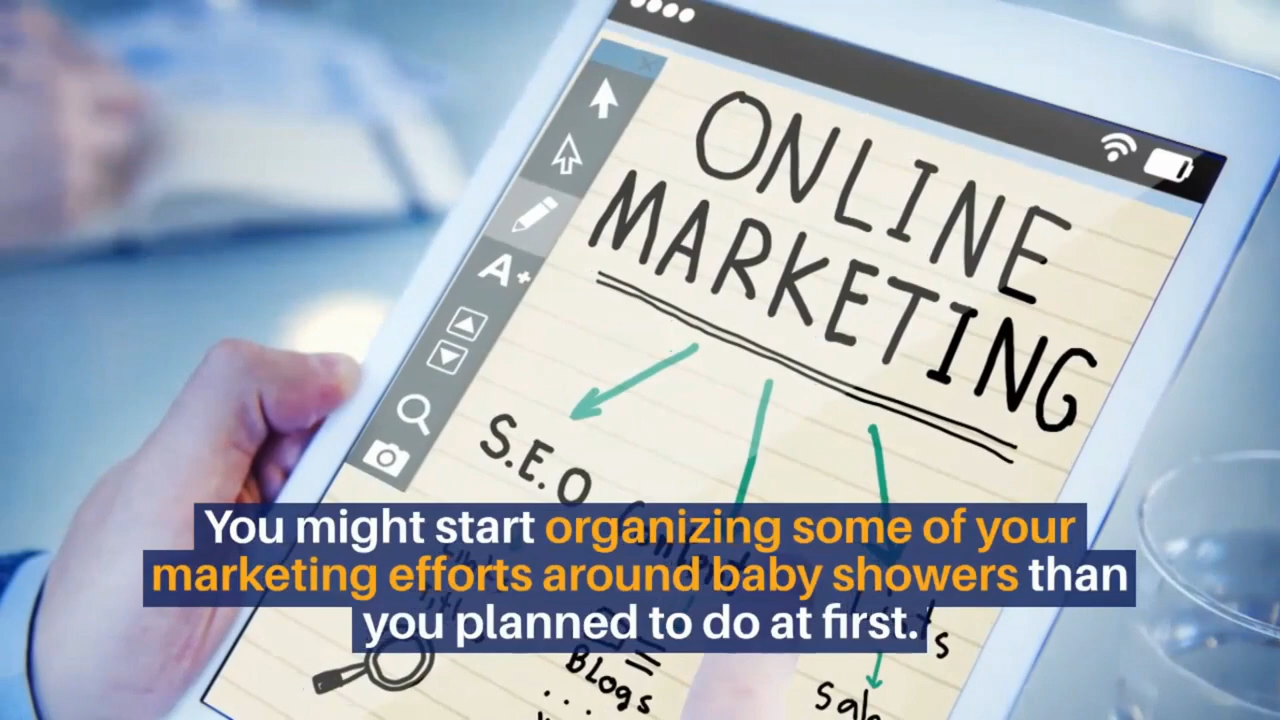 ONLINE
MARKETING
A+
S.E.O
You might start organizing some of your
marketing efforts around baby showers than
you planned to do at first.
Blogs